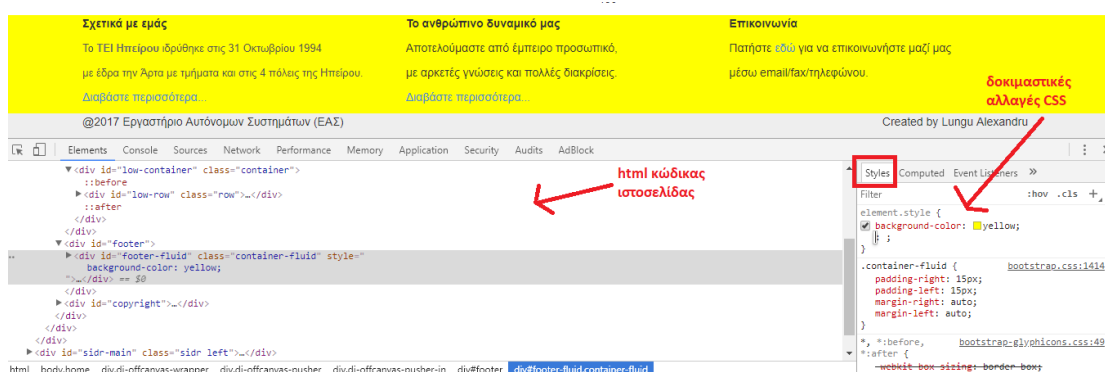 Σχετικά με εμάς
Το ΤΕΙ Ηπείρου ιδρύθηκε στις 31 Οκτωβρίου 1994
με έδρα την Άρτα με τμήματα και στις 4 πόλεις της Ηπείρου.
Διαβάστε περισσότερα...
Το ανθρώπινο δυναμικό μας
Αποτελούμαστε από έμπειρο προσωπικό,
με αρκετές γνώσεις και πολλές διακρίσεις.
Διαβάστε περισσότερα...
Επικοινωνία
Πατήστε εδώ για να επικοινωνήστε μαζί μας
μέσω email/fax/τηλεφώνου.
δοκιμαστικές
αλλαγές CSS
@2017 Εργαστήριο Αυτόνομων Συστημάτων (ΕΑΣ)
Created by Lungu Alexandru
Elements Console Sources Network Performance Memory Application Security Audits AdBlock
▼<div id="low-container" class="container">
::before
▶<div id="low-row" class="row">…</div>
::after
</div>
</div>
▼<div id="footer">
▶<div id="footer-fluid" class="container-fluid" style="
background-color: yellow;
">…</div> == $0
</div>
▶<div id="copyright">…</div>
</div>
</div>
</div>
▶<div id="sidr-main" class="sidr left">…</div>
html body.home div.di-offcanvas-wrapper div.di-offcanvas-pusher div.di-offcanvas-pusher-in div#footer div#footer-fluid.container-fluid
html κώδικας
ιστοσελίδας
Styles Computed Event Listeners »
Filter :hov .cls +
element.style {
background-color: yellow;
: ;
}
.container-fluid { bootstrap.css:1414
padding-right: 15px;
padding-left: 15px;
margin-right: auto;
margin-left: auto;
}
*, *:before, bootstrap-glyphicons.css:49
*:after {
-webkit-box-sizing: border-box;